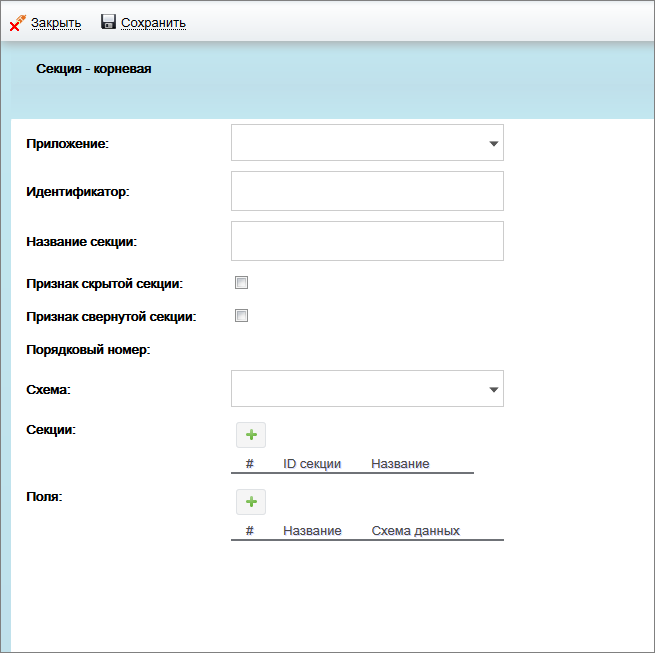 Закрыть Сохранить
Секция - корневая
Приложение:
Идентификатор:
Название секции:
Признак скрытой секции:
Признак свернутой секции:
Порядковый номер:
Схема:
Секции:
# ID секции Название
Поля:
# Название Схема данных